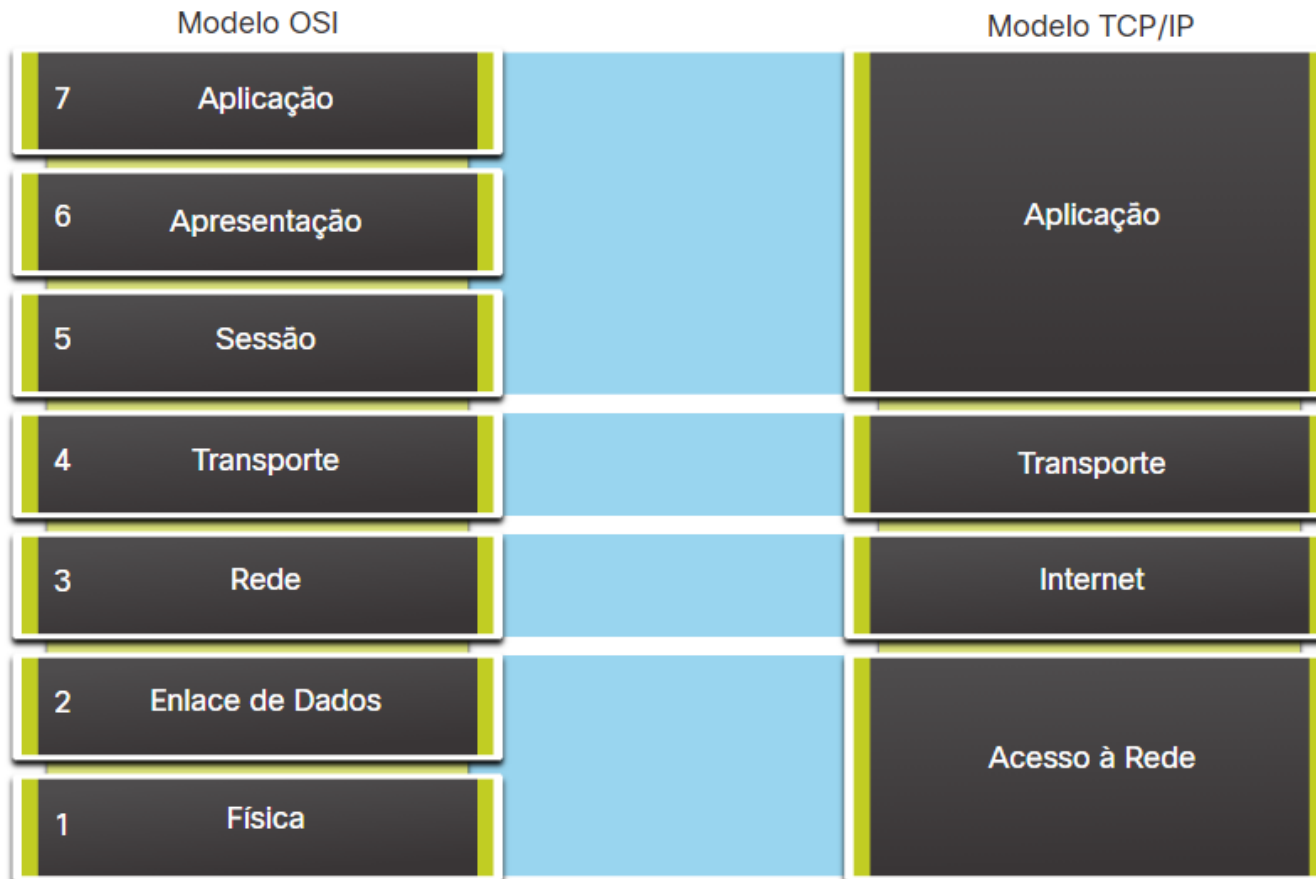 Modelo OSI
Modelo TCP/IP
7 Aplicação
6 Apresentação
5 Sessão
4 Transporte
3 Rede
2 Enlace de Dados
1 Física
Aplicação
Transporte
Internet
Acesso à Rede